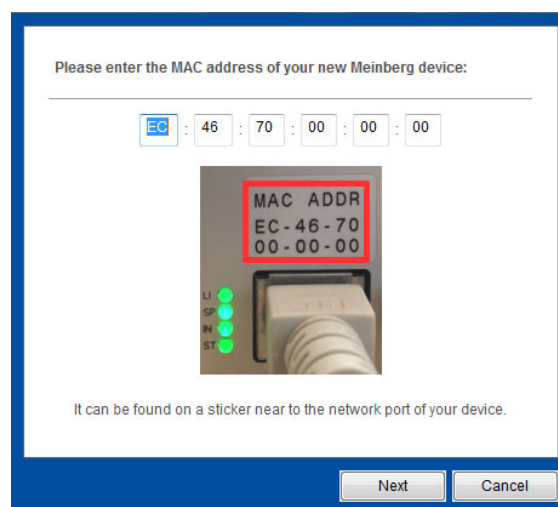 Please enter the MAC address of your new Meinberg device:
EC : 46 : 70 : 00 : 00 : 00
MAC ADDR
EC-46-70
00-00-00
LI
SP
IN
ST
It can be found on a sticker near to the network port of your device.
Next Cancel